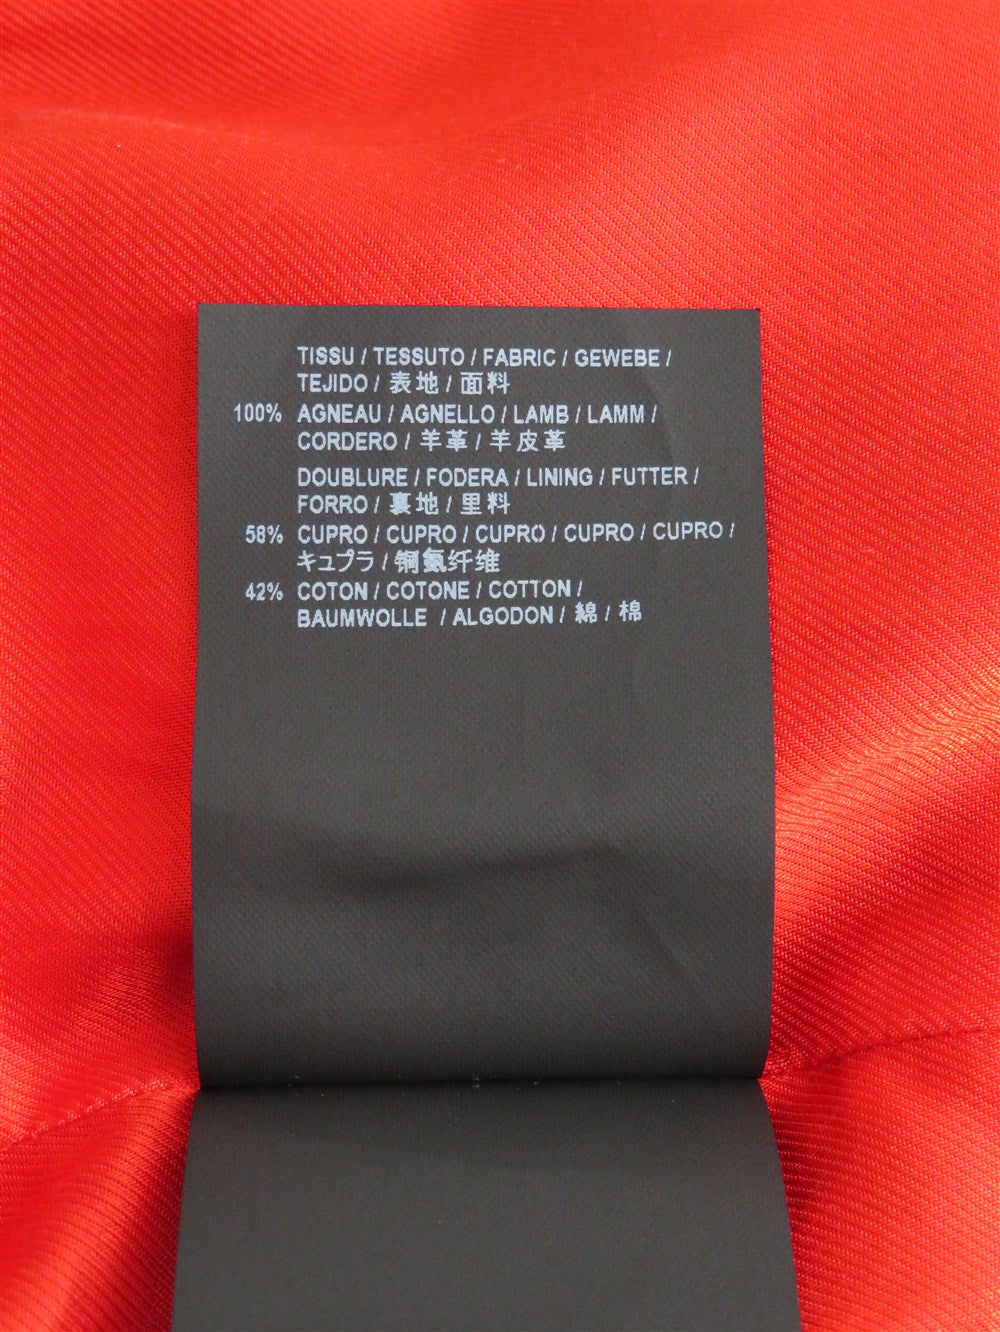 TISSU / TESSUTO / FABRIC / GEWEBE /
TEJIDO / 表地 / 面料
100% AGNEAU / AGNELLO / LAMB / LAMM /
CORDERO / 羊革 / 羊皮革
DOUBLURE / FODERA / LINING / FUTTER /
FORRO / 裏地 / 里料
58% CUPRO / CUPRO / CUPRO / CUPRO / CUPRO /
キュプラ / 铜氨纤维
42% COTON / COTONE / COTTON /
BAUMWOLLE / ALGODON / 綿 / 棉